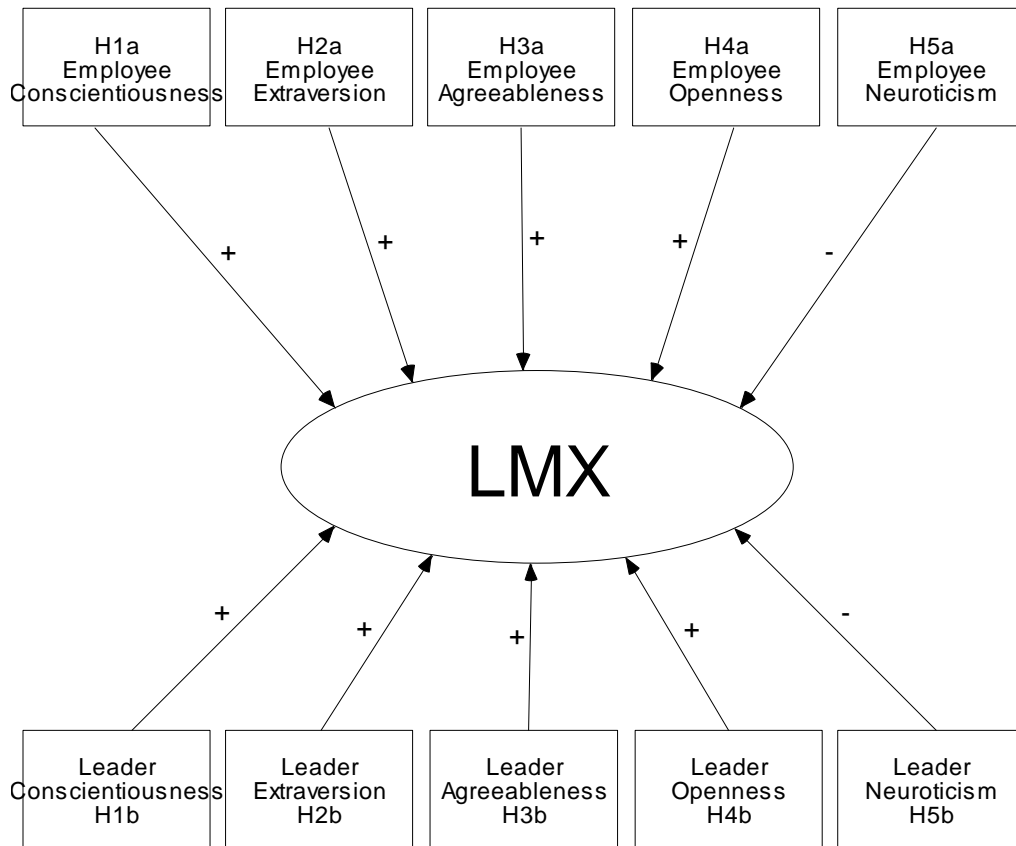 H1a
Employee
Conscientiousness
H2a
Employee
Extraversion
H3a
Employee
Agreeableness
H4a
Employee
Openness
H5a
Employee
Neuroticism
+
+
+
+
-
LMX
+
+
+
+
-
Leader
Conscientiousness
H1b
Leader
Extraversion
H2b
Leader
Agreeableness
H3b
Leader
Openness
H4b
Leader
Neuroticism
H5b